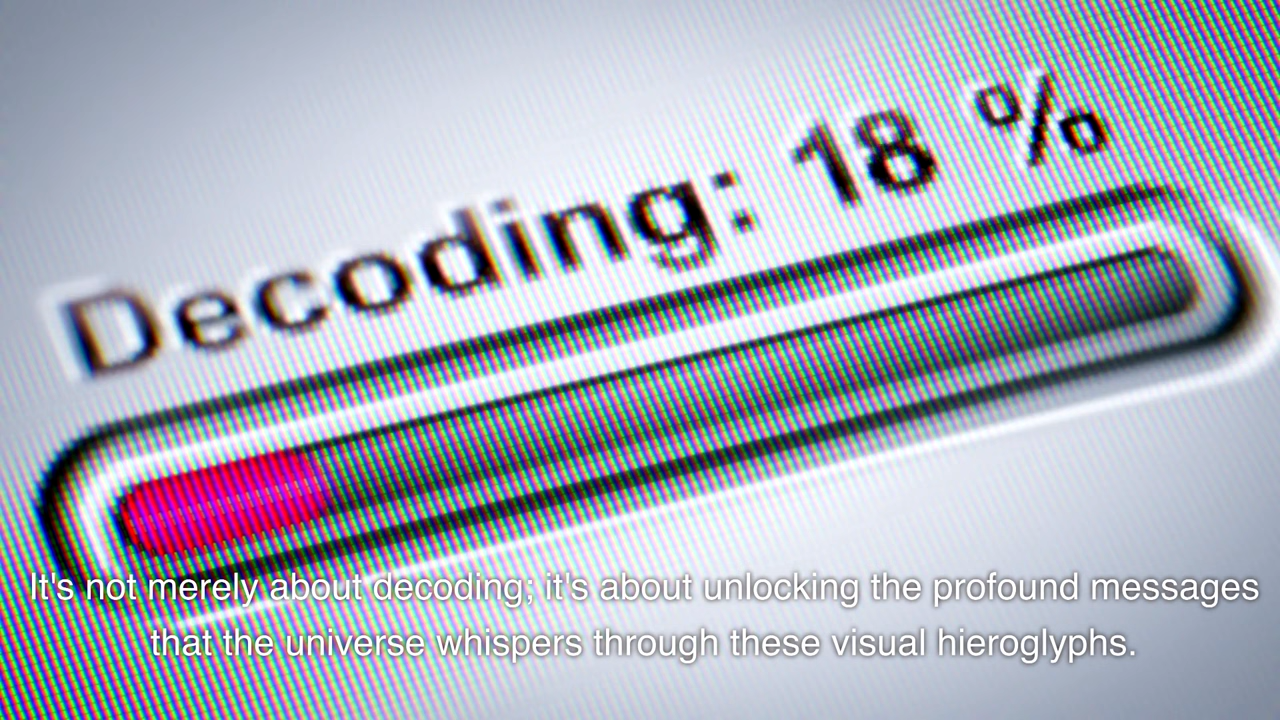 Decoding: 18 %
It's not merely about decoding; it's about unlocking the profound messages
that the universe whispers through these visual hieroglyphs.